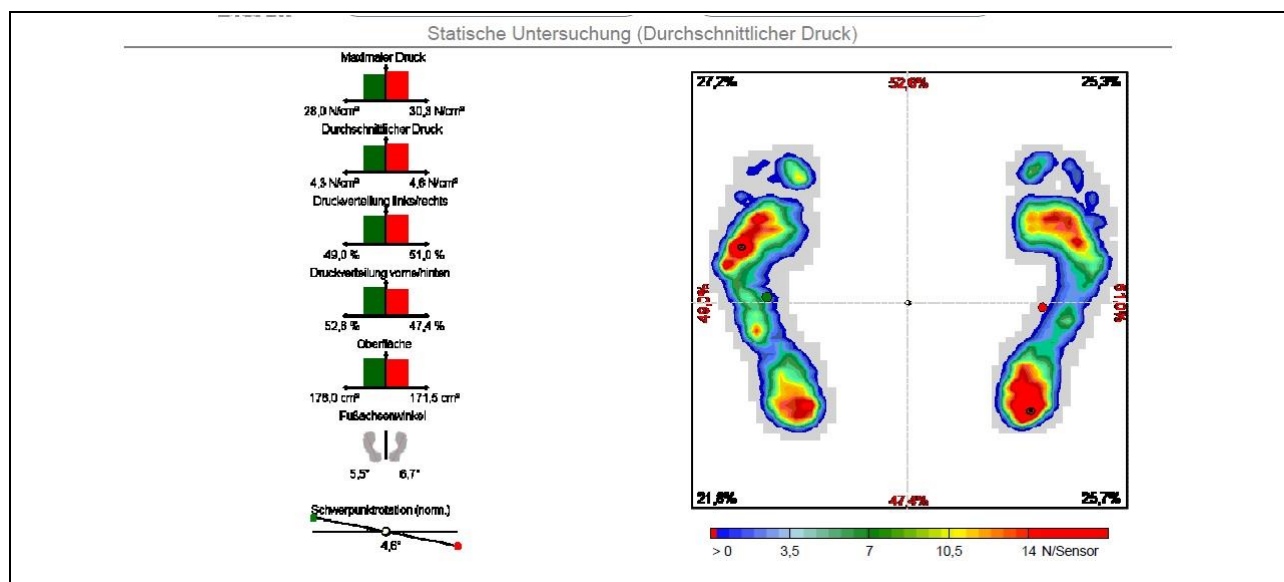 Statische Untersuchung (Durchschnittlicher Druck)
Maximaler Druck
28,0 N/cm² 30,3 N/cm²
Durchschnittlicher Druck
4,3 N/cm² 4,6 N/cm²
Druckverteilung links/rechts
49,0 % 51,0 %
Druckverteilung vorne/hinten
52,6 % 47,4 %
Oberfläche
176,0 cm² 171,5 cm²
Fußachsenwinkel
5,5° 6,7°
Schwerpunktrotation (norm.)
4,6°
27,2% 52,6% 25,3%
49,0% 51,0%
21,8% 47,4% 25,7%
> 0 3,5 7 10,5 14 N/Sensor